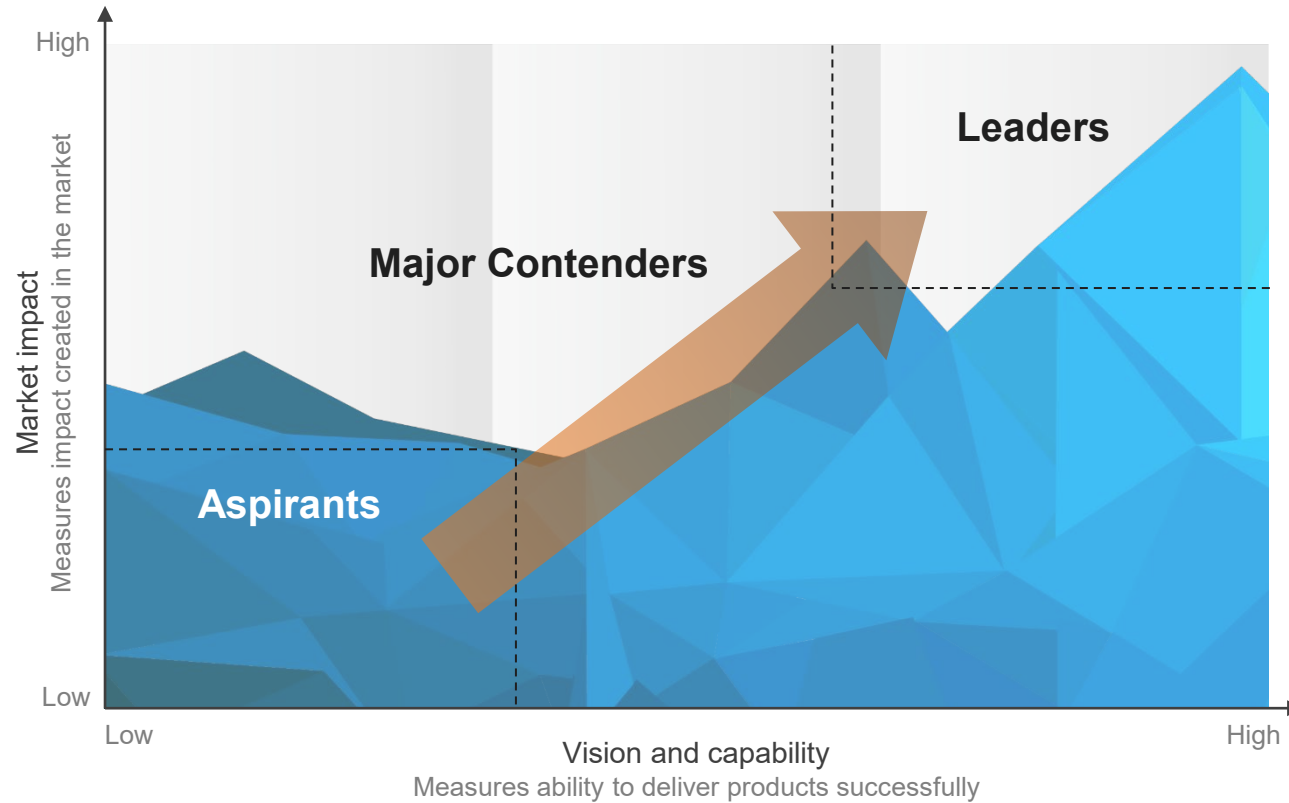 High
Leaders
Major Contenders
Market impact
Measures impact created in the market
Aspirants
Low
Low
High
Vision and capability
Measures ability to deliver products successfully